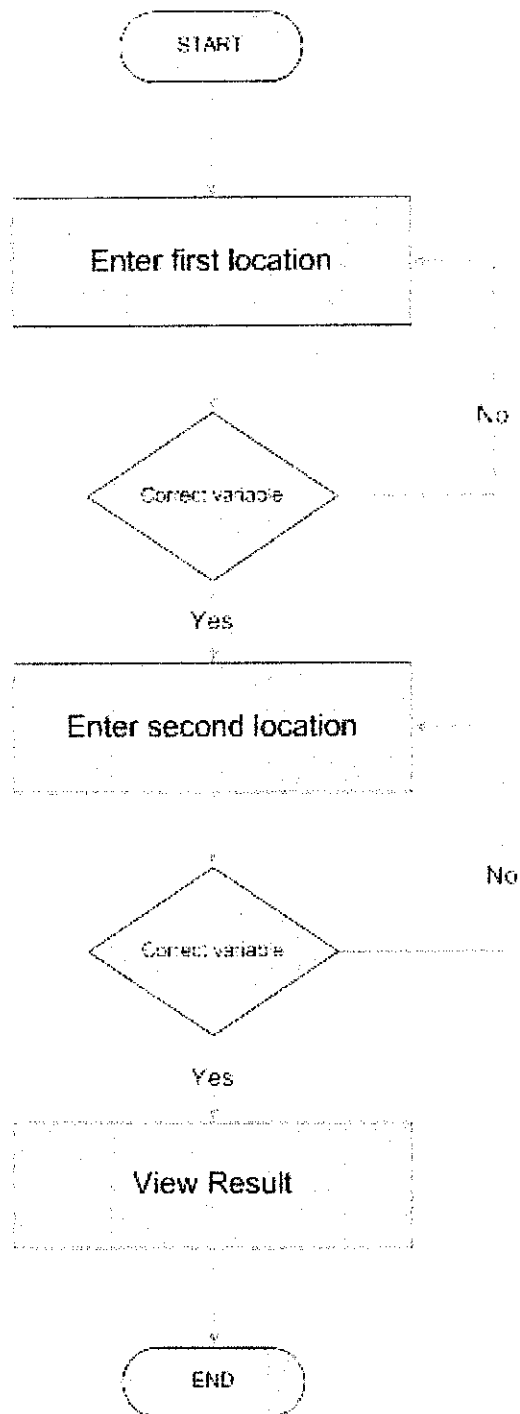 START
Enter first location
No
Correct variable
Yes
Enter second location
No
Correct variable
Yes
View Result
END